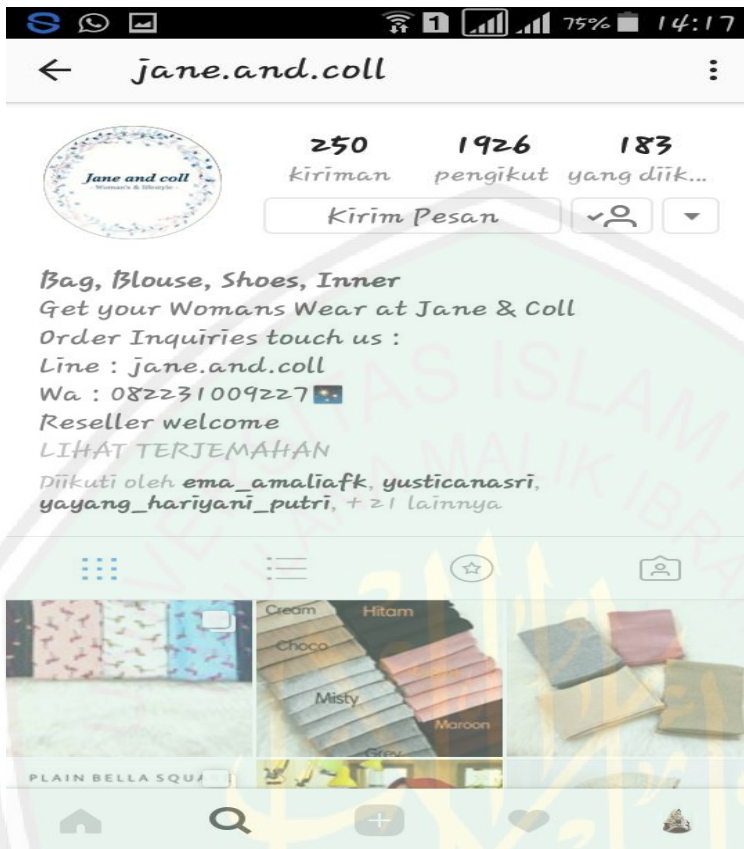 75% 14:17
jane.and.coll
Jane and coll
- Woman's & lifestyle -
250 1926 183
kiriman pengikut yang diik...
Kirim Pesan
Bag, Blouse, Shoes, Inner
Get your Womans Wear at Jane & Coll
Order Inquiries touch us :
Line : jane.and.coll
Wa : 082231009227
Reseller welcome
LIHAT TERJEMAHAN
Diikuti oleh ema_amaliafk, yusticanasri,
yayang_hariyani_putri, + 21 lainnya
Cream Hitam
Choco
Misty
Maroon
Grey
PLAIN BELLA SQUA